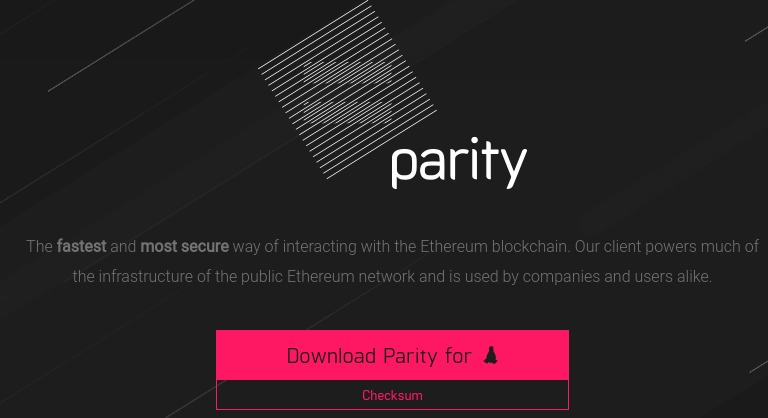 parity
The fastest and most secure way of interacting with the Ethereum blockchain. Our client powers much of
the infrastructure of the public Ethereum network and is used by companies and users alike.
Download Parity for
Checksum